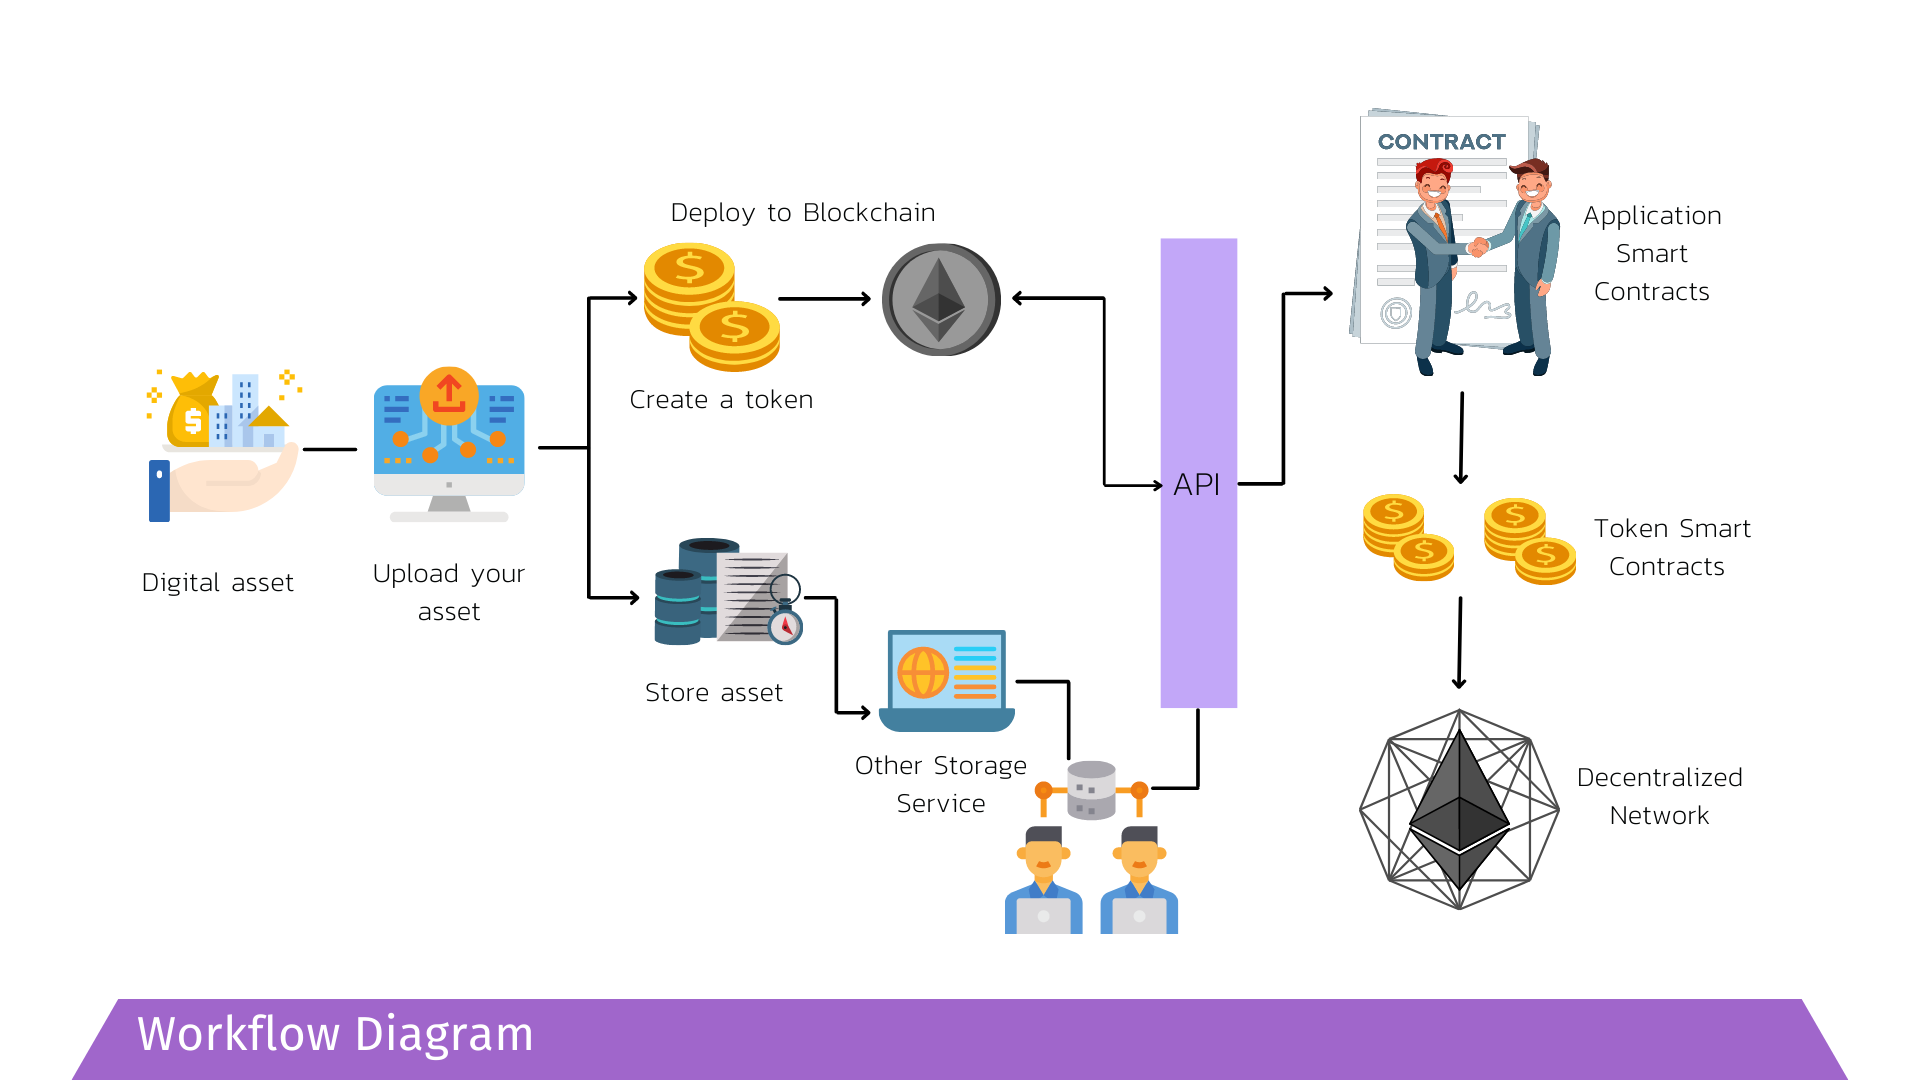 Deploy to Blockchain
Create a token
Digital asset
Upload your
asset
Store asset
Other Storage
Service
API
CONTRACT
Application
Smart
Contracts
Token Smart
Contracts
Decentralized
Network
Workflow Diagram